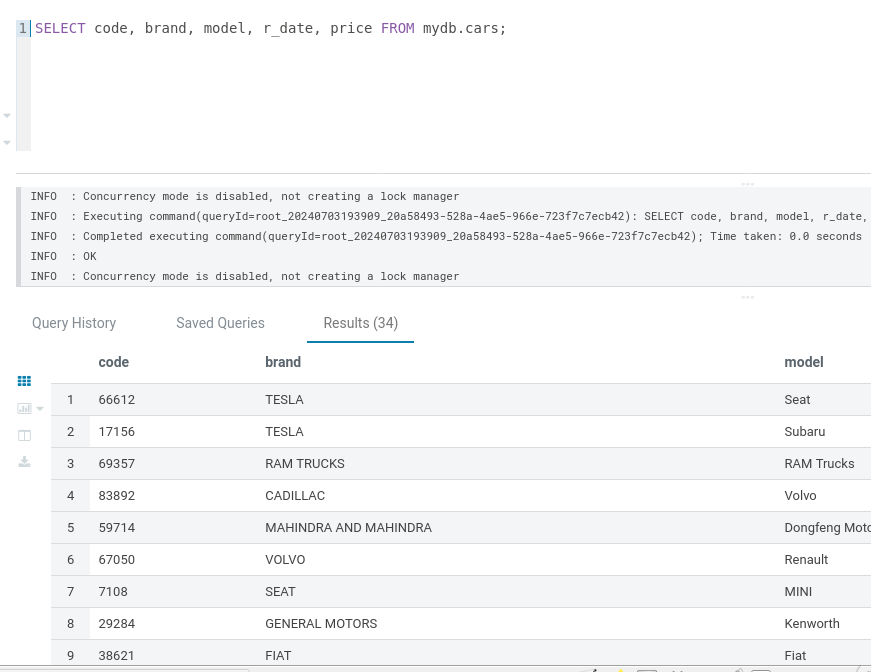 1 SELECT code, brand, model, r_date, price FROM mydb.cars;
INFO  : Concurrency mode is disabled, not creating a lock manager
INFO  : Executing command(queryId=root_20240703193909_20a58493-528a-4ae5-966e-723f7c7ecb42): SELECT code, brand, model, r_date,
INFO  : Completed executing command(queryId=root_20240703193909_20a58493-528a-4ae5-966e-723f7c7ecb42); Time taken: 0.0 seconds
INFO  : OK
INFO  : Concurrency mode is disabled, not creating a lock manager
Query History Saved Queries Results (34)
code brand model
1 66612 TESLA Seat
2 17156 TESLA Subaru
3 69357 RAM TRUCKS RAM Trucks
4 83892 CADILLAC Volvo
5 59714 MAHINDRA AND MAHINDRA Dongfeng Moto
6 67050 VOLVO Renault
7 7108 SEAT MINI
8 29284 GENERAL MOTORS Kenworth
9 38621 FIAT Fiat